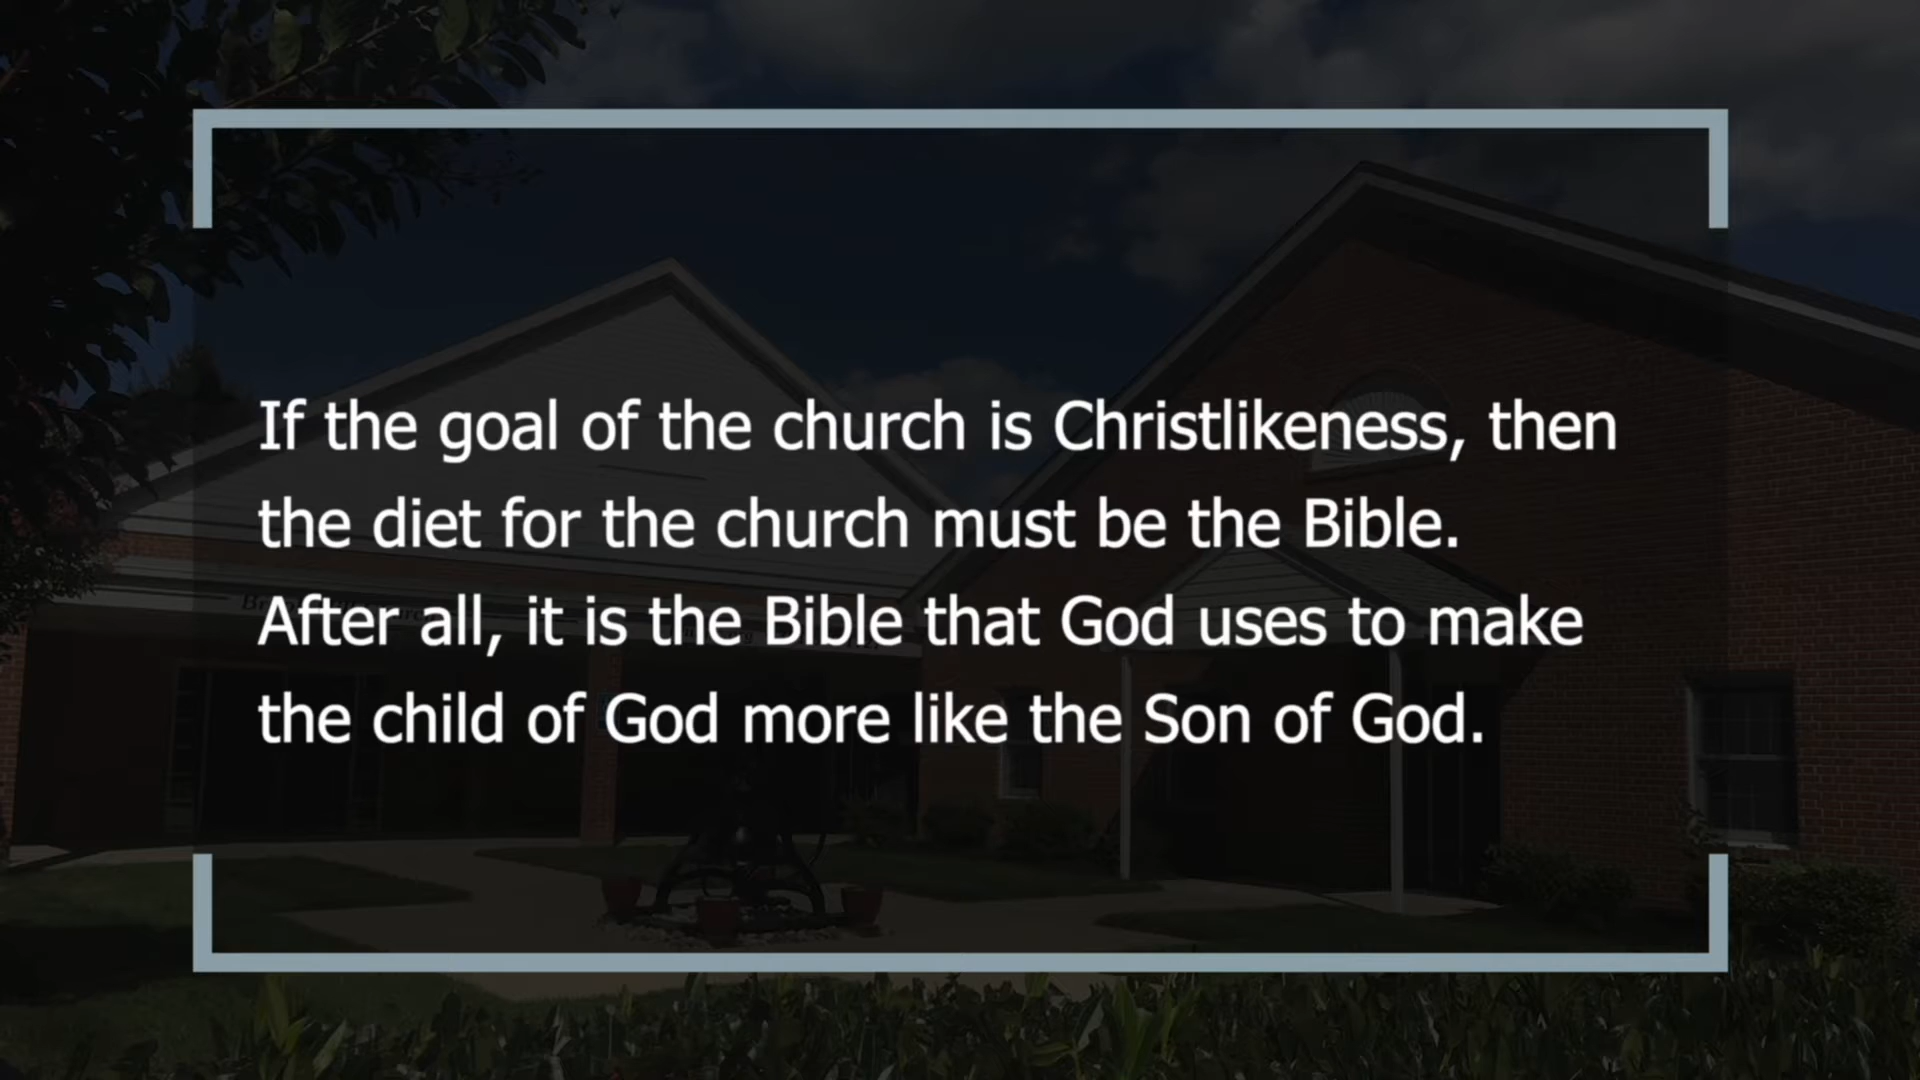 If the goal of the church is Christlikeness, then
the diet for the church must be the Bible.
After all, it is the Bible that God uses to make
the child of God more like the Son of God.